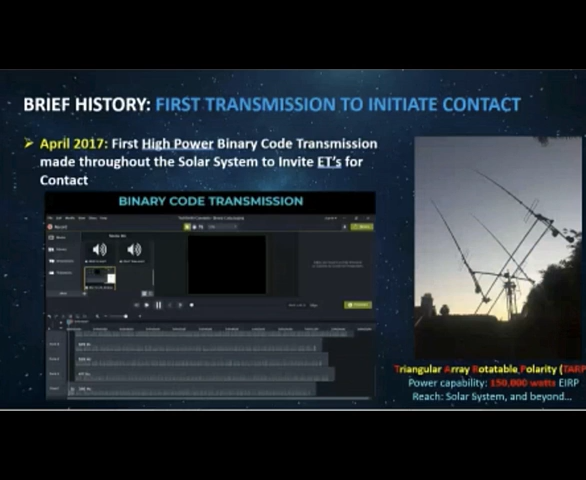 BRIEF HISTORY: FIRST TRANSMISSION TO INITIATE CONTACT
➢ April 2017: First High Power Binary Code Transmission
made throughout the Solar System to Invite ET's for
Contact
BINARY CODE TRANSMISSION
Triangular Array Rotatable Polarity (TARP
Power capability: 150,000 watts EIRP
Reach: Solar System, and beyond...